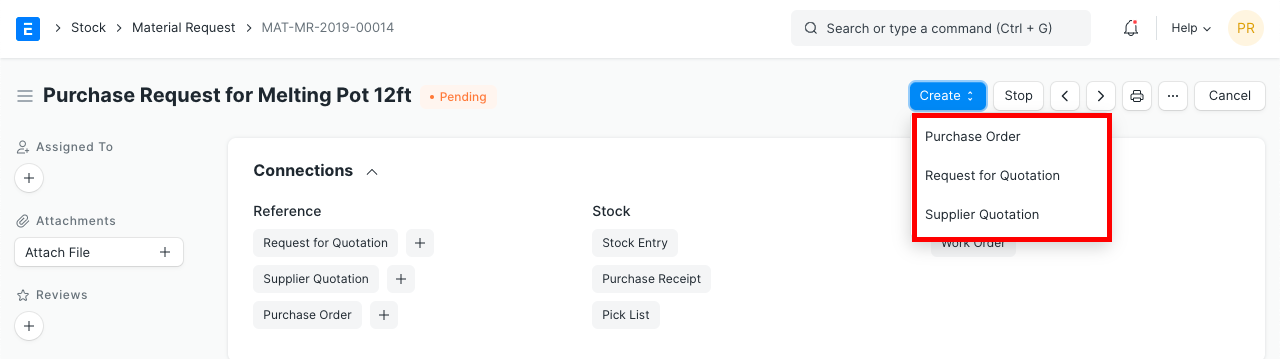 E
Stock
Material Request
MAT-MR-2019-00014
Search or type a command (Ctrl + G)
Help
PR
Purchase Request for Melting Pot 12ft
Pending
Create
Stop
Cancel
Purchase Order
Request for Quotation
Supplier Quotation
Assigned To
Attachments
Attach File
Reviews
Connections
Reference
Request for Quotation
Supplier Quotation
Purchase Order
Stock
Stock Entry
Purchase Receipt
Pick List
Work Order